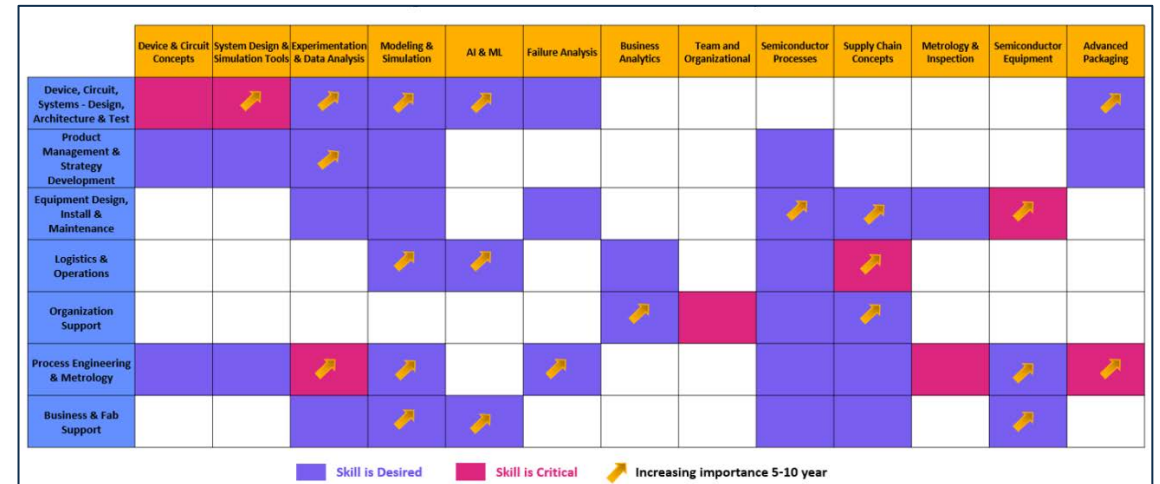 Device & Circuit
Concepts
System Design &
Simulation Tools
Experimentation
& Data Analysis
Modeling &
Simulation
AI & ML
Failure Analysis
Business
Analytics
Team and
Organizational
Semiconductor
Processes
Supply Chain
Concepts
Metrology &
Inspection
Semiconductor
Equipment
Advanced
Packaging
Device, Circuit,
Systems - Design,
Architecture & Test
Product
Management &
Strategy
Development
Equipment Design,
Install &
Maintenance
Logistics &
Operations
Organization
Support
Process Engineering
& Metrology
Business & Fab
Support
Skill is Desired
Skill is Critical
Increasing importance 5-10 year